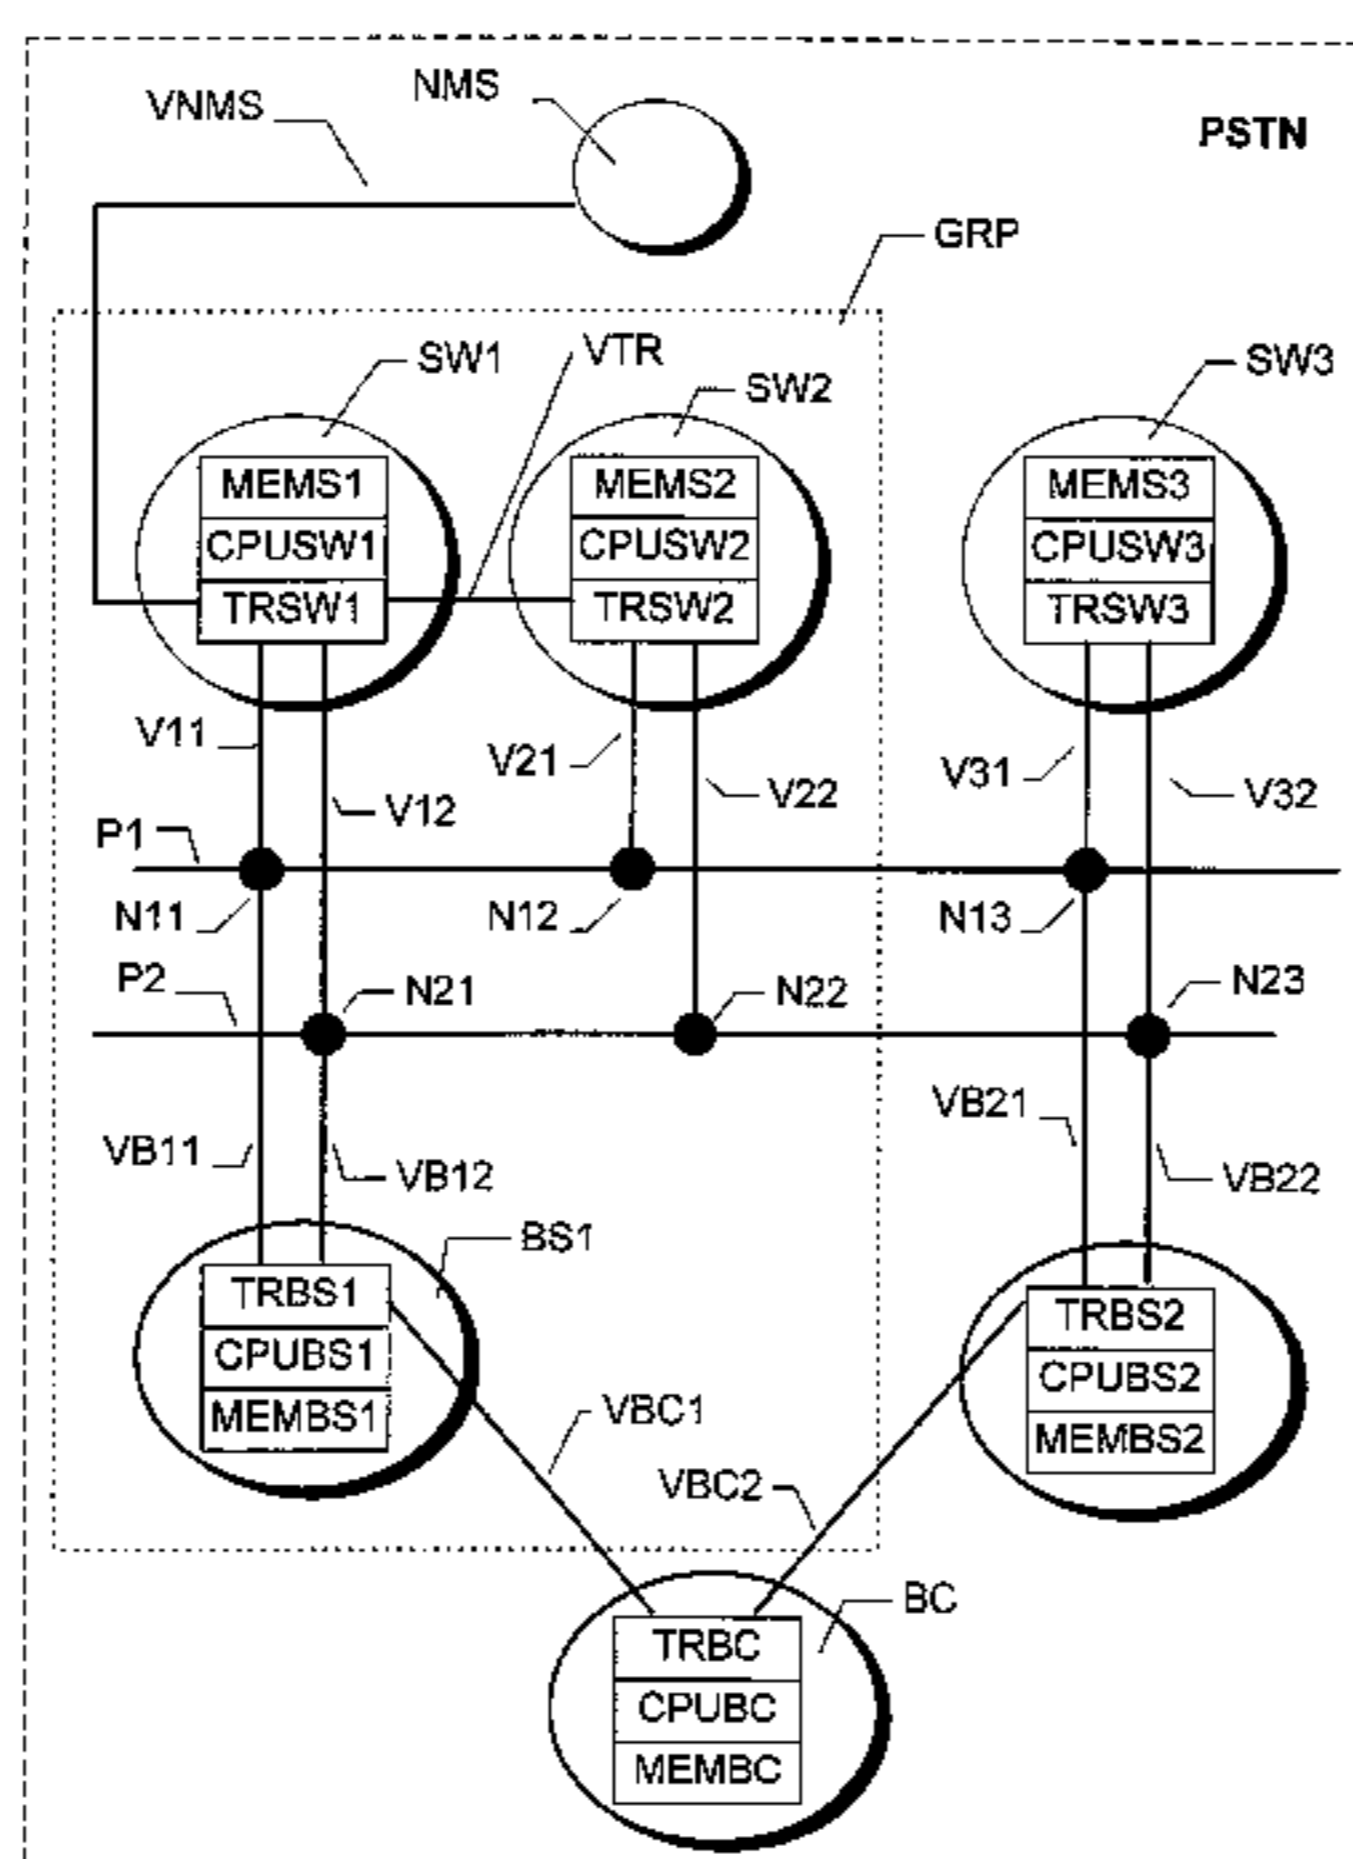 NMS
VNMS
PSTN
GRP
SW1
VTR
SW2
SW3
MEMS1
MEMS2
MEMS3
CPUSW1
CPUSW2
CPUSW3
TRSW1
TRSW2
TRSW3
V11
V21
V31
V12
V22
V32
P1
N11
N12
N13
P2
N21
N22
N23
VB21
VB11
VB12
VB22
BS1
TRBS1
TRBS2
CPUBS1
CPUBS2
MEMBS1
VBC1
MEMBS2
VBC2
BC
TRBC
CPUBC
MEMBC